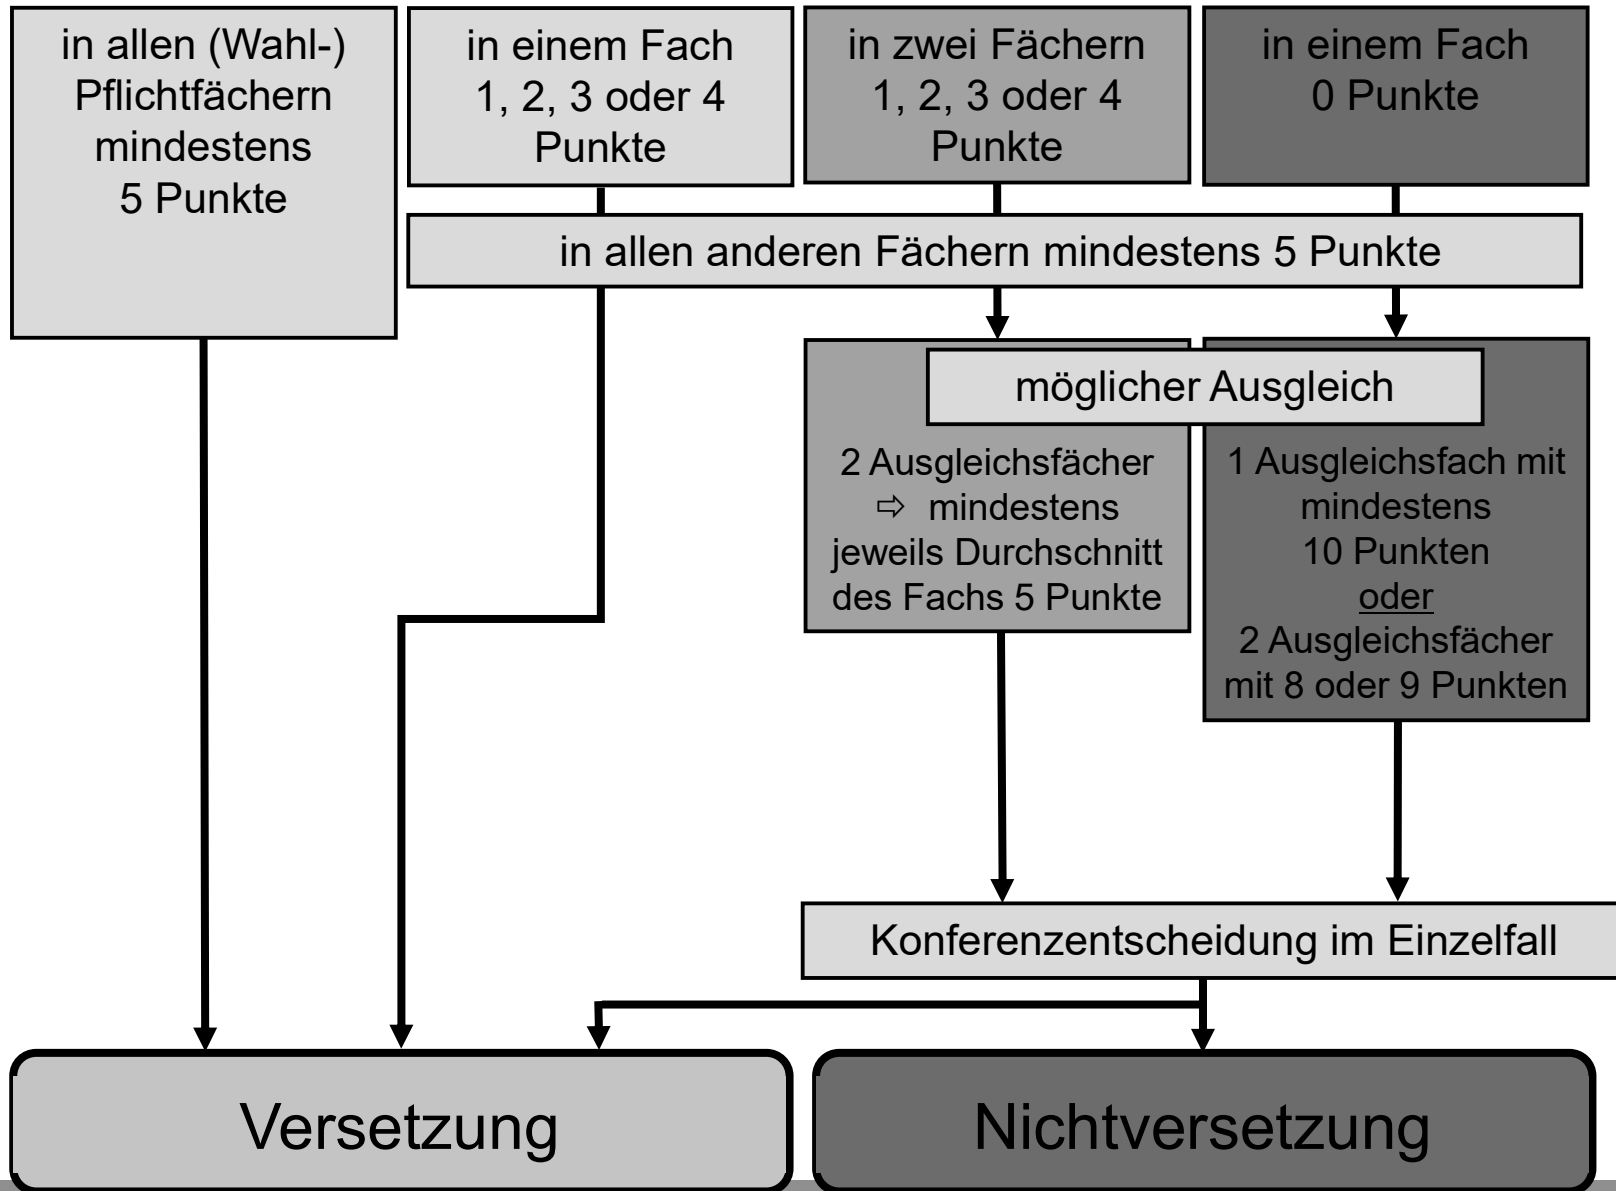 in allen (Wahl-)
Pflichtfächern
mindestens
5 Punkte
in einem Fach
1, 2, 3 oder 4
Punkte
in zwei Fächern
1, 2, 3 oder 4
Punkte
in einem Fach
0 Punkte
in allen anderen Fächern mindestens 5 Punkte
möglicher Ausgleich
2 Ausgleichsfächer
⇨ mindestens
jeweils Durchschnitt
des Fachs 5 Punkte
1 Ausgleichsfach mit
mindestens
10 Punkten
oder
2 Ausgleichsfächer
mit 8 oder 9 Punkten
Konferenzentscheidung im Einzelfall
Versetzung
Nichtversetzung